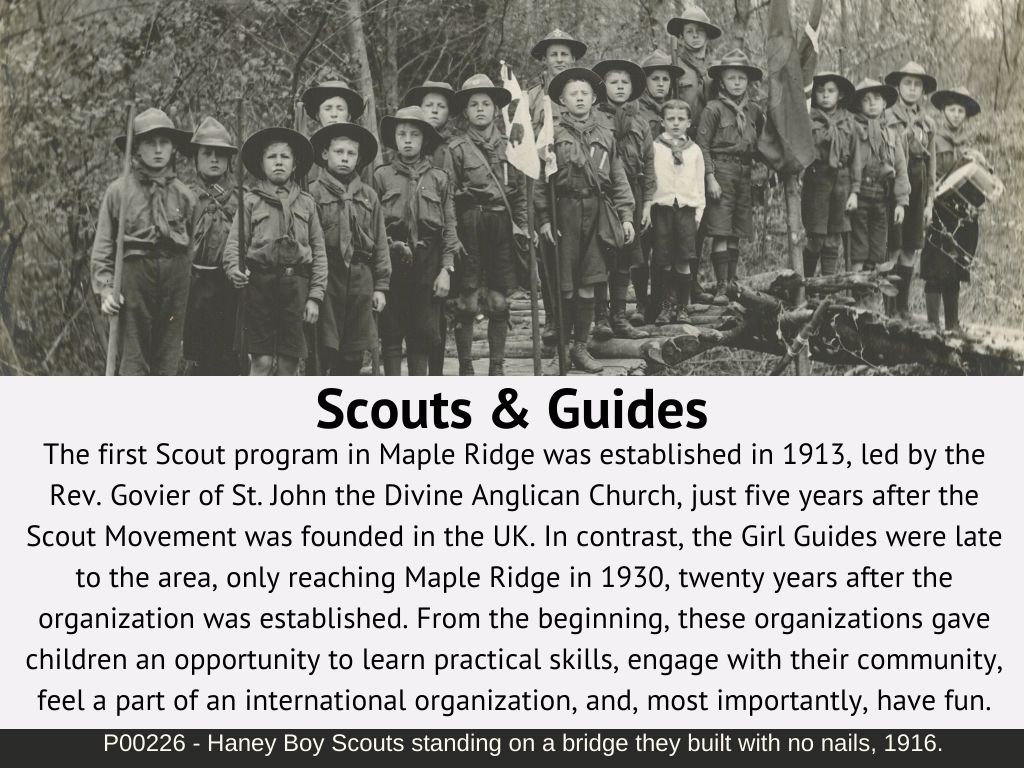 Scouts & Guides
The first Scout program in Maple Ridge was established in 1913, led by the
Rev. Govier of St. John the Divine Anglican Church, just five years after the
Scout Movement was founded in the UK. In contrast, the Girl Guides were late
to the area, only reaching Maple Ridge in 1930, twenty years after the
organization was established. From the beginning, these organizations gave
children an opportunity to learn practical skills, engage with their community,
feel a part of an international organization, and, most importantly, have fun.
P00226 - Haney Boy Scouts standing on a bridge they built with no nails, 1916.